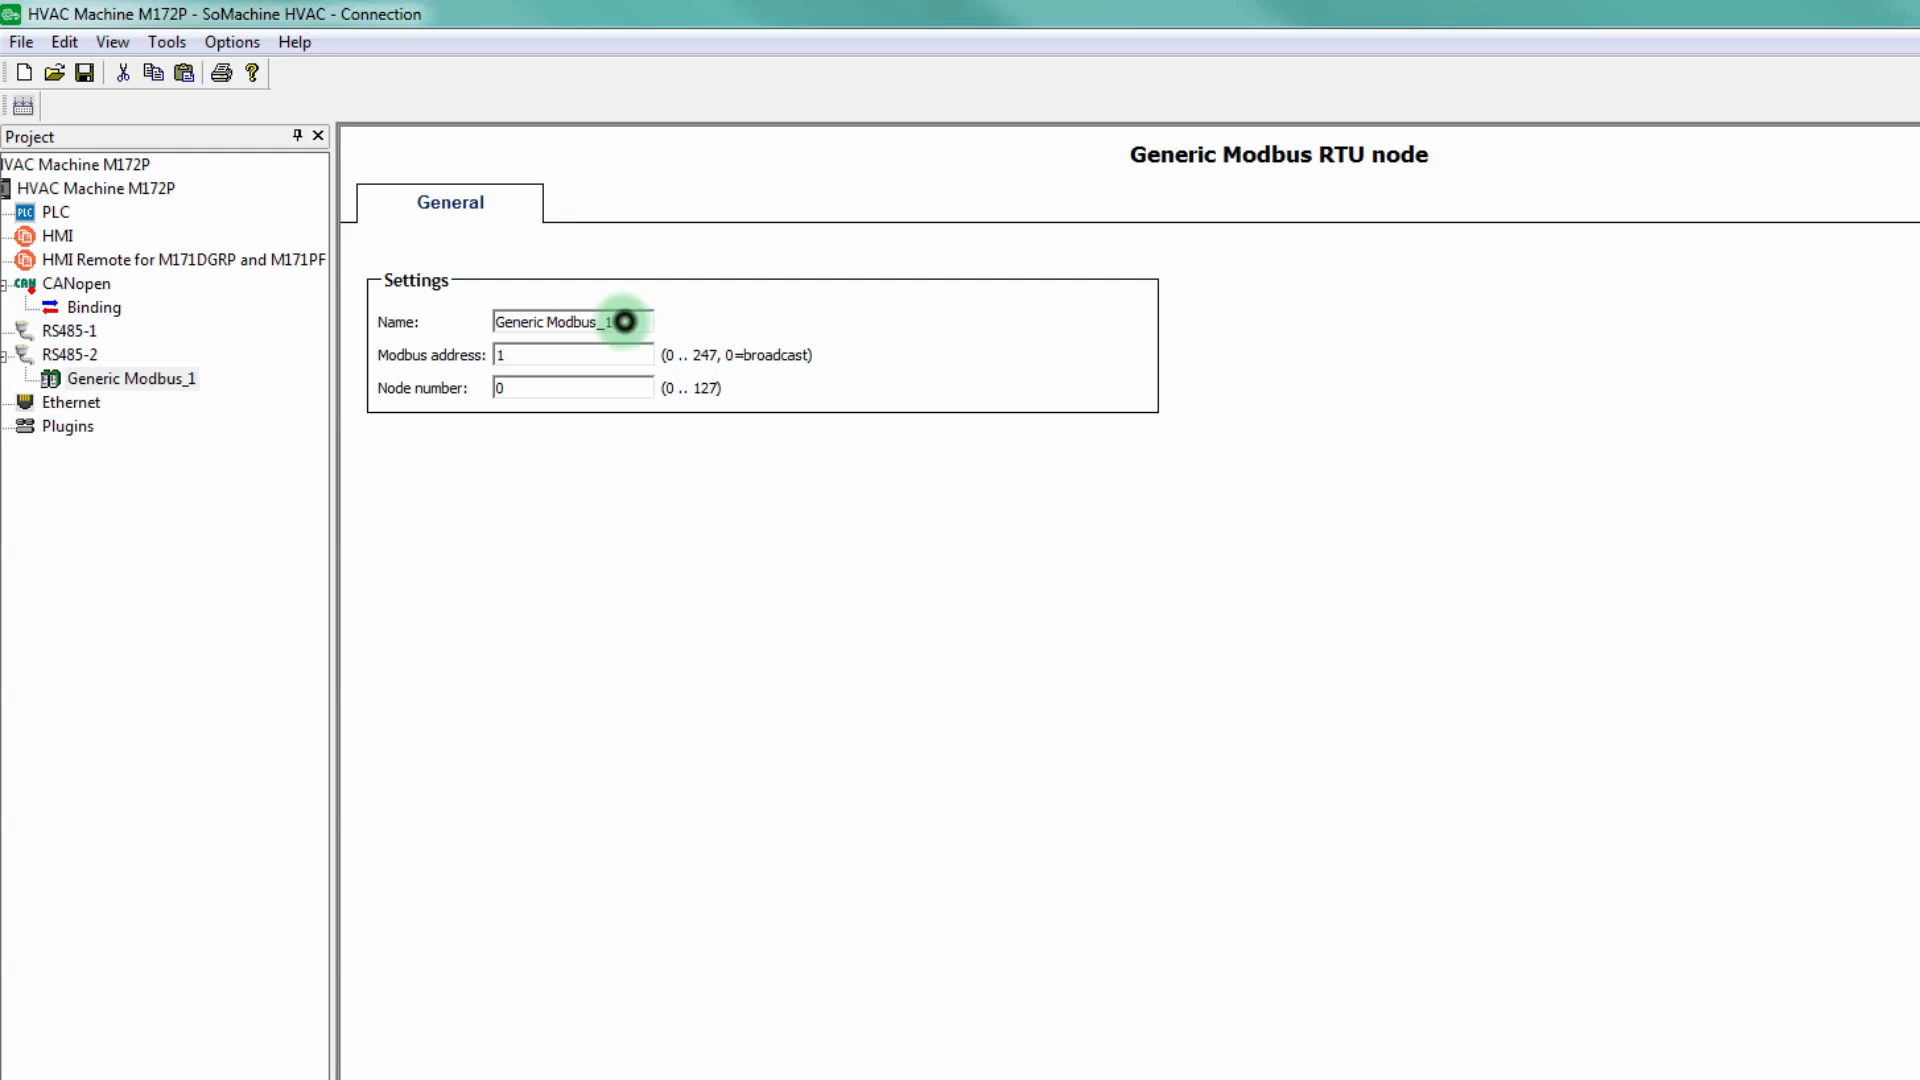 HVAC Machine M172P - SoMachine HVAC - Connection
File Edit View Tools Options Help
Project
IVAC Machine M172P
HVAC Machine M172P
PLC PLC
HMI
HMI Remote for M171DGRP and M171PF
CAN CANopen
Binding
RS485-1
RS485-2
Generic Modbus_1
Ethernet
Plugins
Generic Modbus RTU node
General
Settings
Name: Generic Modbus_1
Modbus address: 1 (0 .. 247, 0=broadcast)
Node number: 0 (0 .. 127)